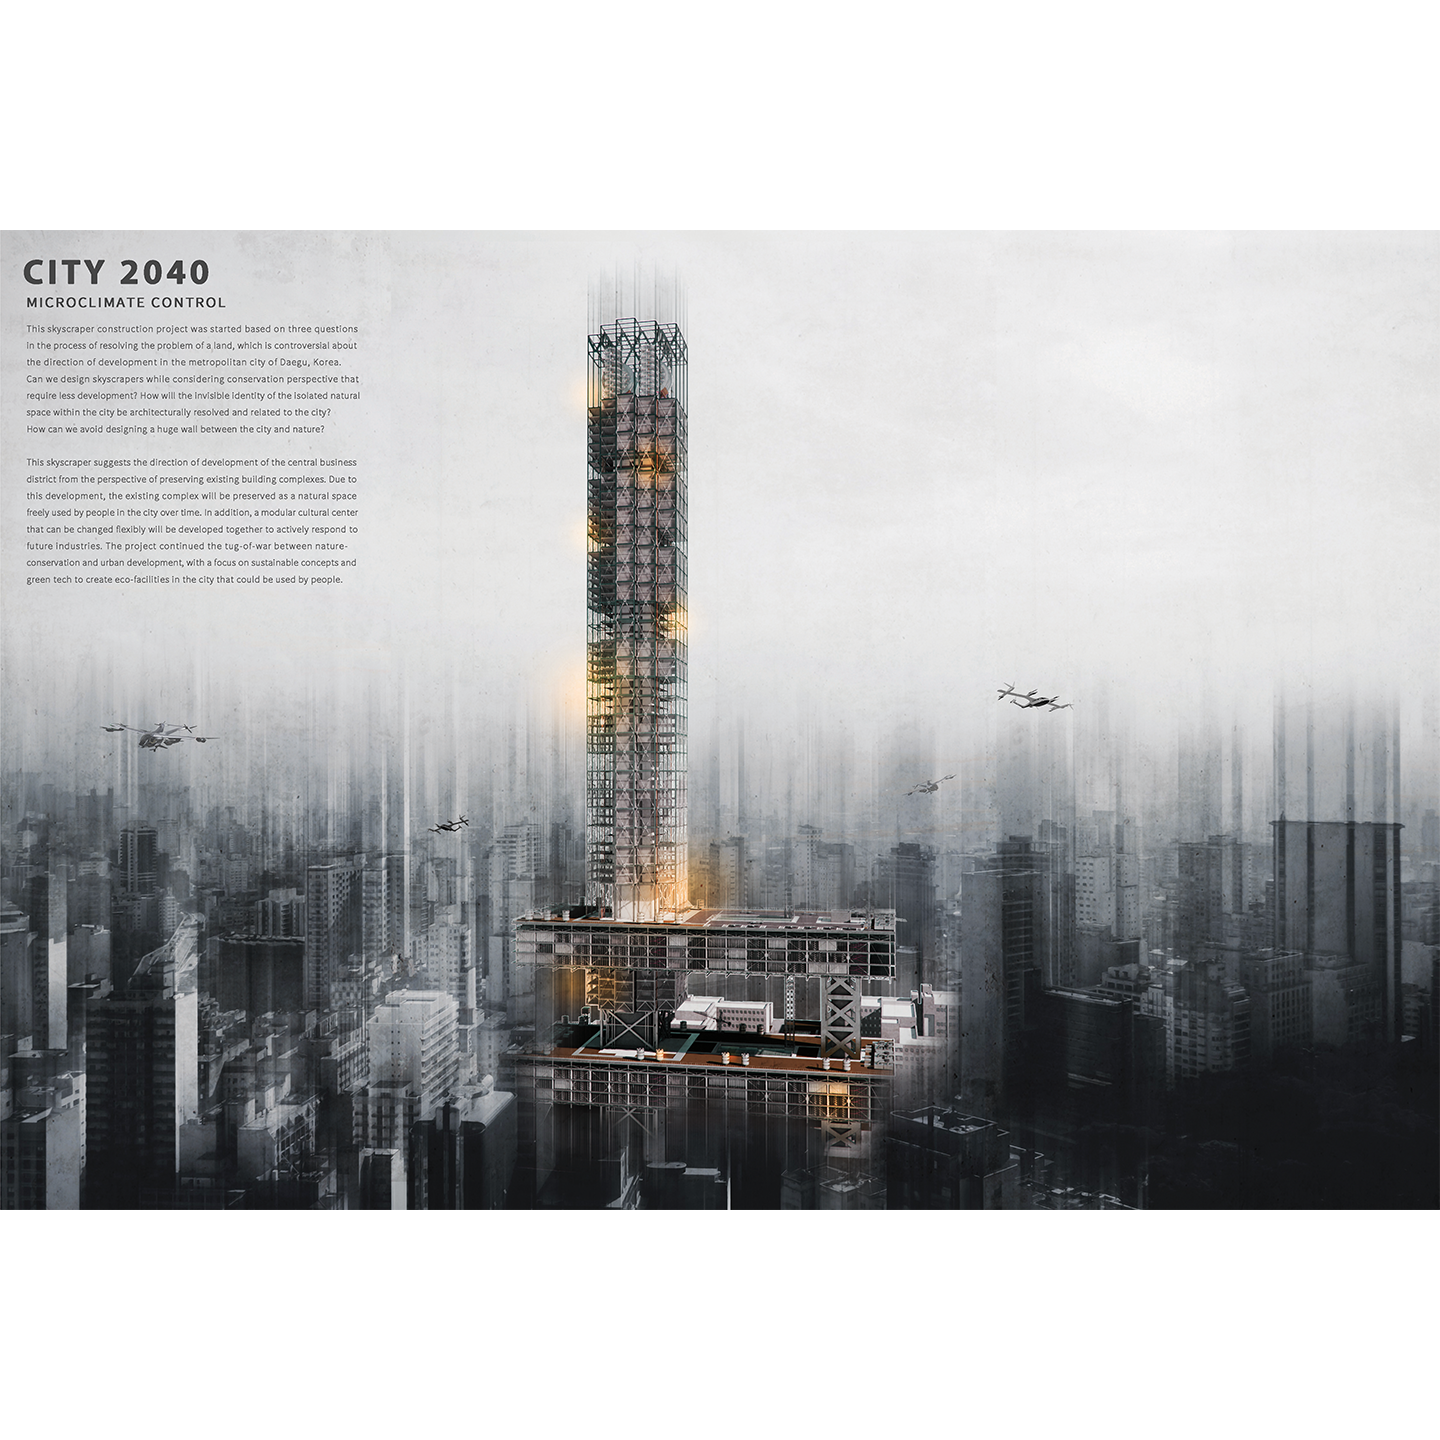 CITY 2040
MICROCLIMATE CONTROL
This skyscraper construction project was started based on three questions
in the process of resolving the problem of a land, which is controversial about
the direction of development in the metropolitan city of Daegu, Korea.
Can we design skyscrapers while considering conservation perspective that
require less development? How will the invisible identity of the isolated natural
space within the city be architecturally resolved and related to the city?
How can we avoid designing a huge wall between the city and nature?
This skyscraper suggests the direction of development of the central business
district from the perspective of preserving existing building complexes. Due to
this development, the existing complex will be preserved as a natural space
freely used by people in the city over time. In addition, a modular cultural center
that can be changed flexibly will be developed together to actively respond to
future industries. The project continued the tug-of-war between nature-
conservation and urban development, with a focus on sustainable concepts and
green tech to create eco-facilities in the city that could be used by people.